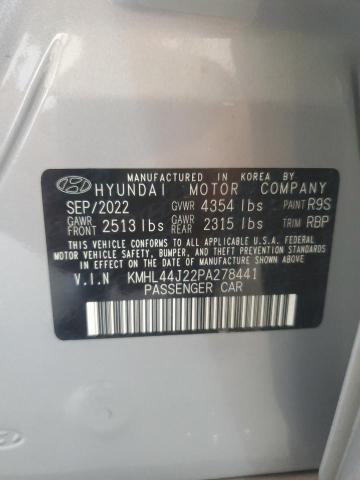 MANUFACTURED IN KOREA BY
HYUNDAI MOTOR COMPANY
SEP/2022 GVWR 4354 lbs PAINT R9S
GAWR FRONT 2513 lbs GAWR REAR 2315 lbs TRIM RBP
THIS VEHICLE CONFORMS TO ALL APPLICABLE U.S.A. FEDERAL
MOTOR VEHICLE SAFETY, BUMPER, AND THEFT PREVENTION
STANDARDS IN EFFECT ON THE DATE OF MANUFACTURE SHOWN ABOVE.
V.I.N KMHL44J22PA278441
PASSENGER CAR